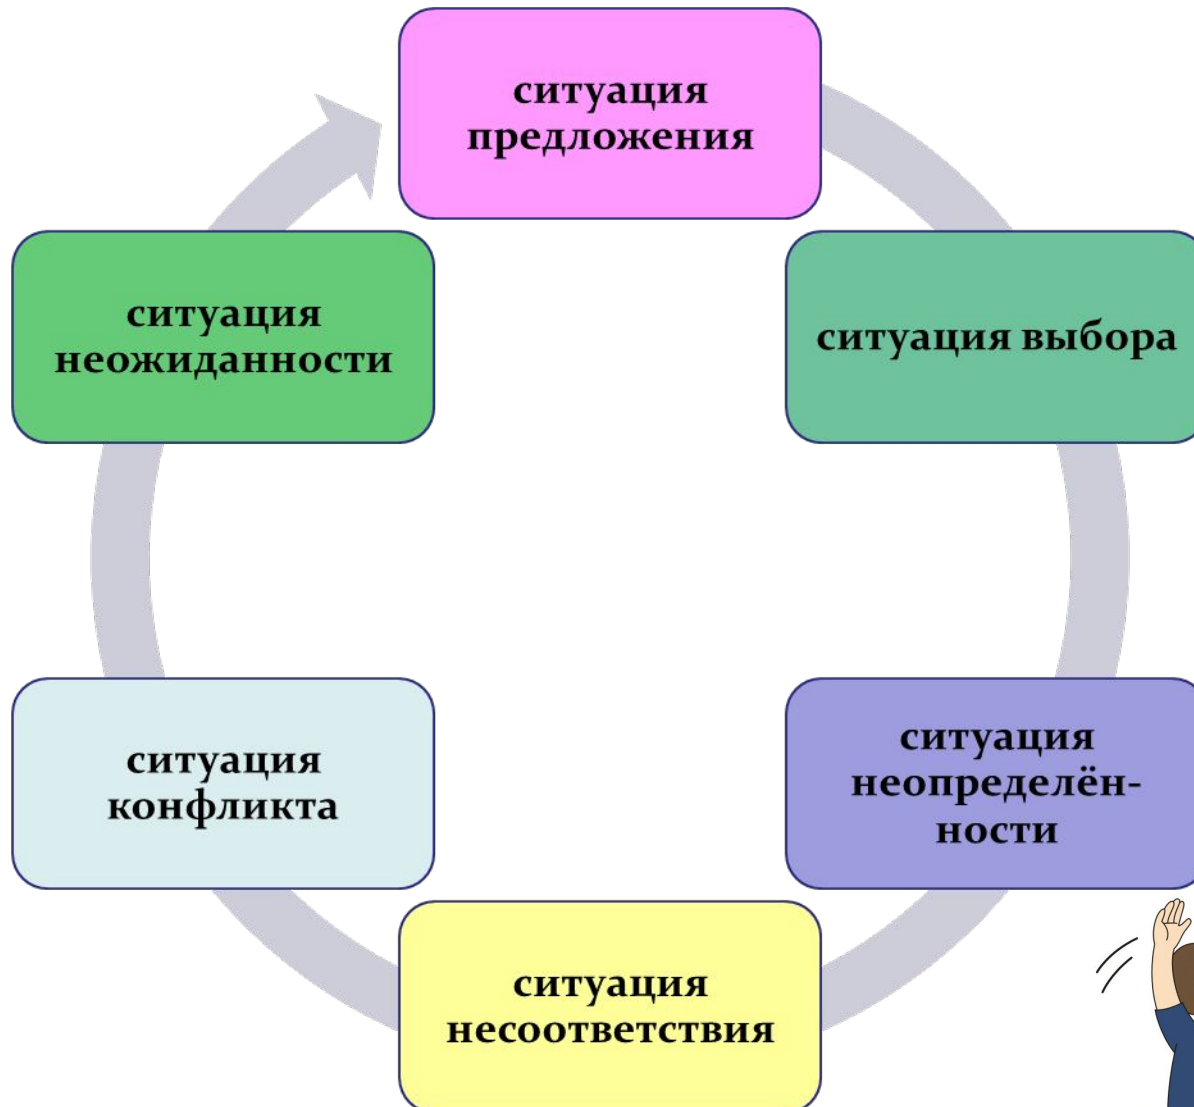 ситуация
предложения
ситуация выбора
ситуация
неопределён-
ности
ситуация
несоответствия
ситуация
конфликта
ситуация
неожиданности